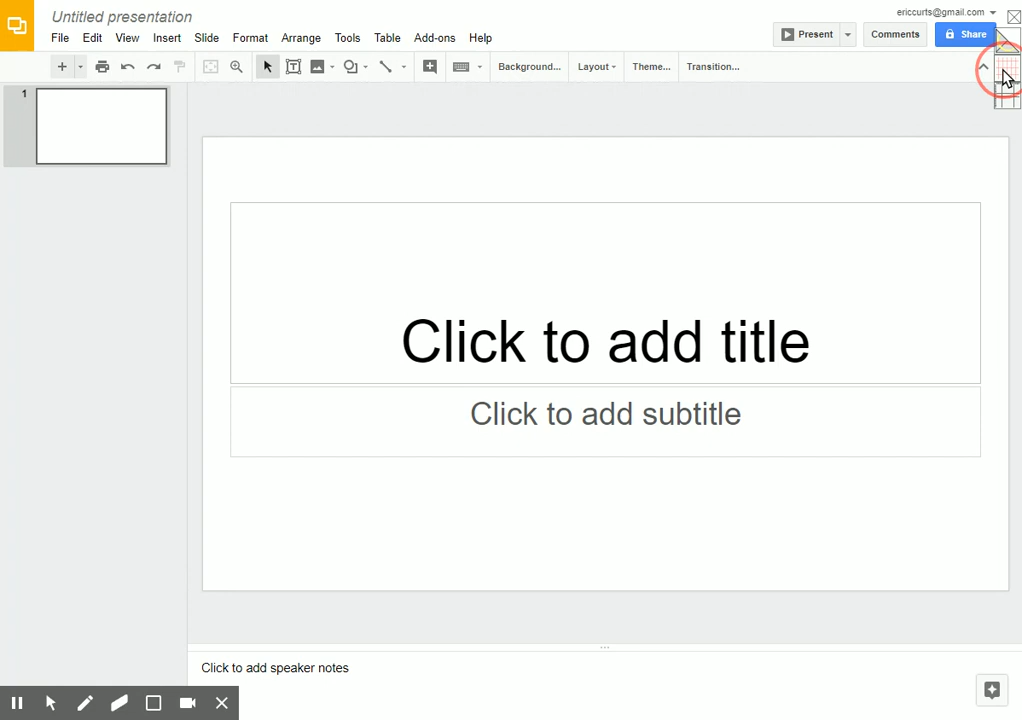 Untitled presentation
ericcurts@gmail.com
File Edit View Insert Slide Format Arrange Tools Table Add-ons Help
Present Comments Share
Background... Layout Theme... Transition...
1
Click to add title
Click to add subtitle
Click to add speaker notes